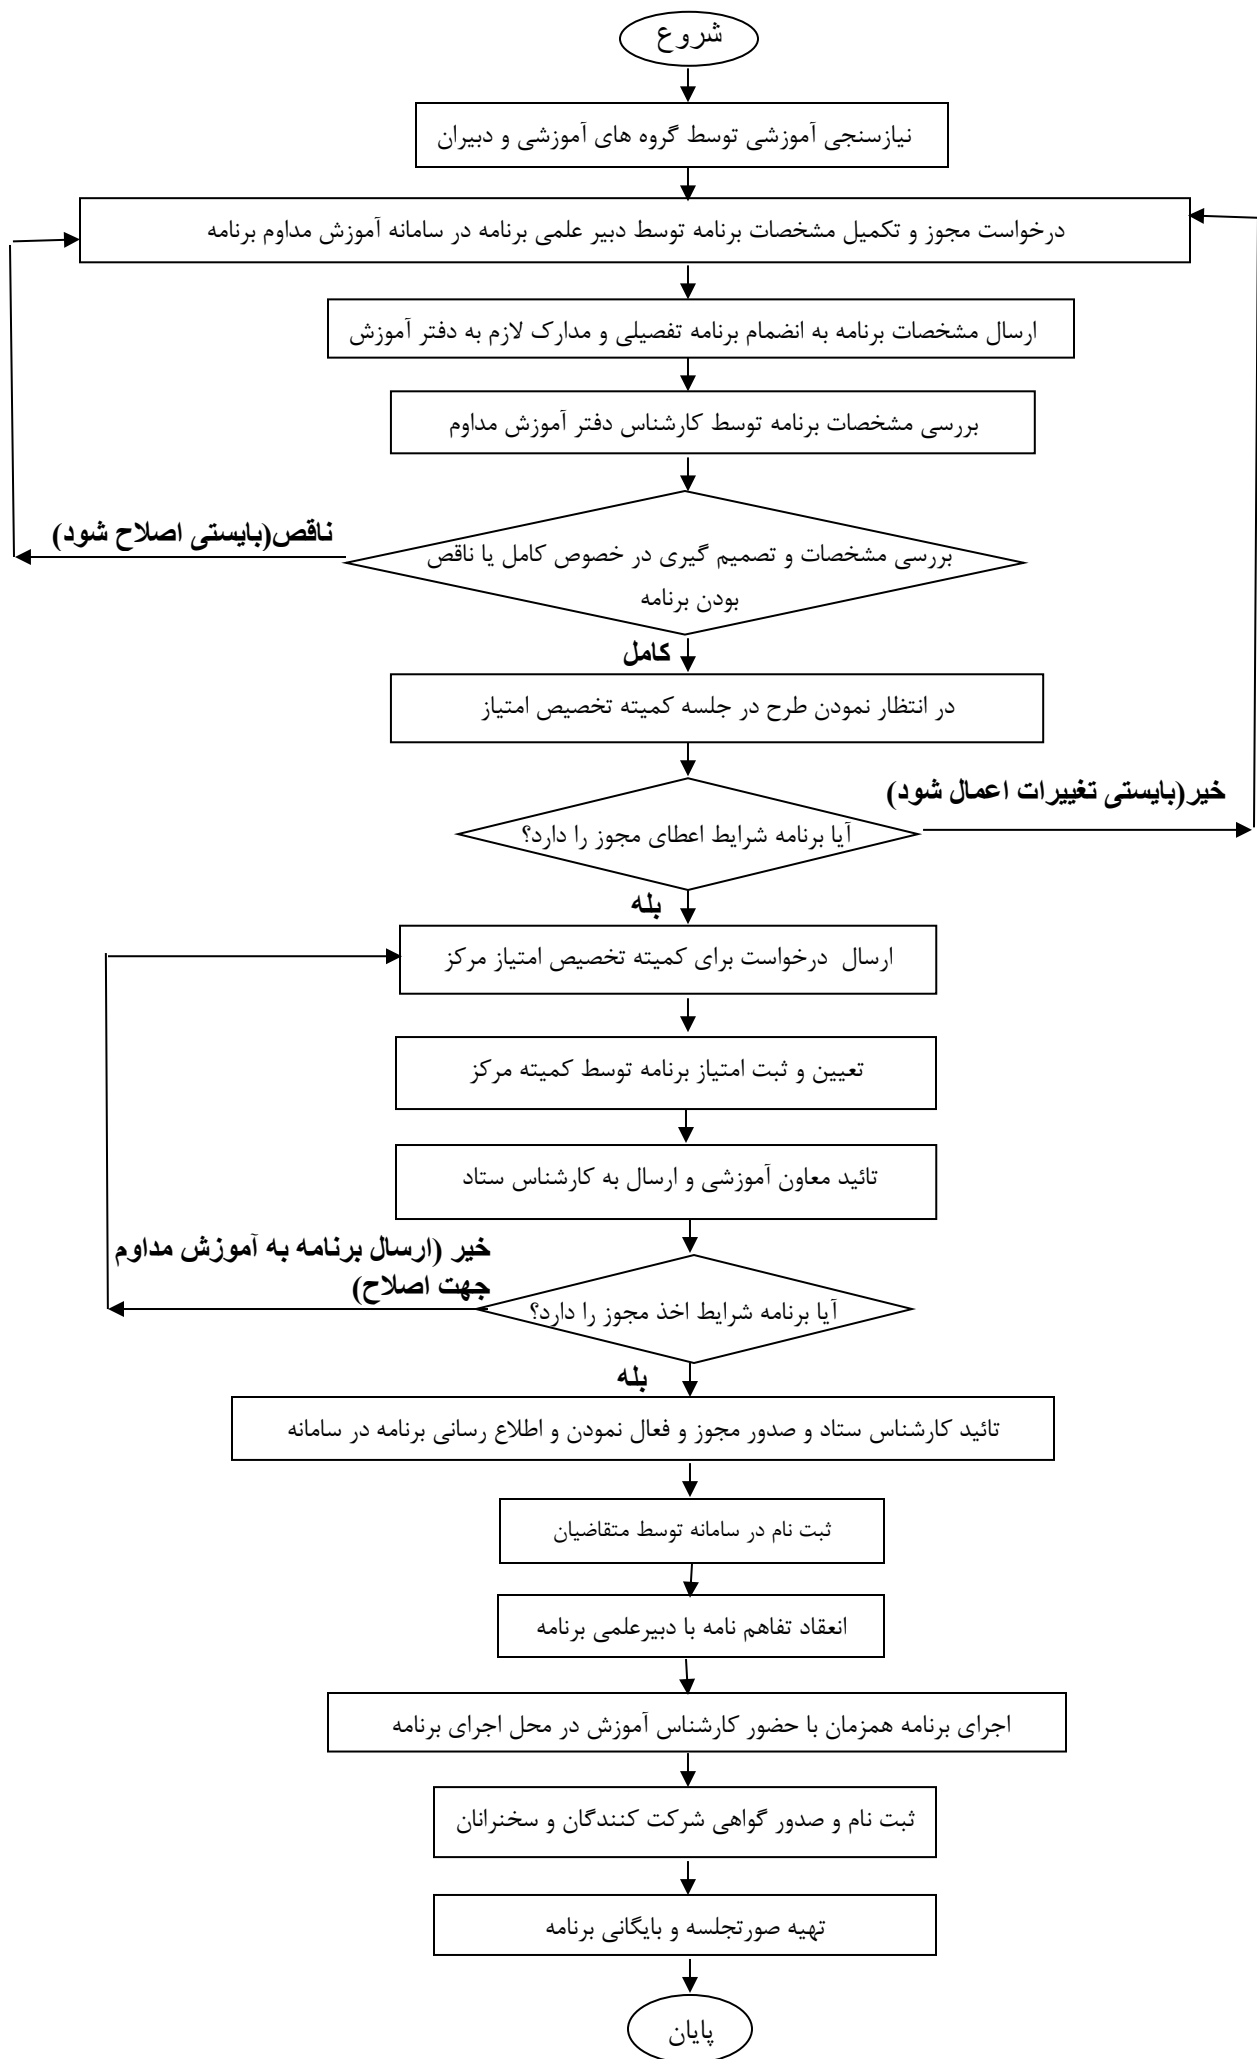 شروع
نیازسنجی آموزشی توسط گروه های آموزشی و دبیران
درخواست مجوز و تکمیل مشخصات برنامه توسط دبیر علمی برنامه در سامانه آموزش مداوم برنامه
ارسال مشخصات برنامه به انضمام برنامه تفصیلی و مدارک لازم به دفتر آموزش
بررسی مشخصات برنامه توسط کارشناس دفتر آموزش مداوم
ناقص(بایستی اصلاح شود)
بررسی مشخصات و تصمیم گیری در خصوص کامل یا ناقص
بودن برنامه
کامل
در انتظار نمودن طرح در جلسه کمیته تخصیص امتیاز
خیر(بایستی تغییرات اعمال شود)
آیا برنامه شرایط اعطای مجوز را دارد؟
بله
ارسال درخواست برای کمیته تخصیص امتیاز مرکز
تعیین و ثبت امتیاز برنامه توسط کمیته مرکز
تائید معاون آموزشی و ارسال به کارشناس ستاد
خیر (ارسال برنامه به آموزش مداوم
جهت اصلاح)
آیا برنامه شرایط اخذ مجوز را دارد؟
بله
تائید کارشناس ستاد و صدور مجوز و فعال نمودن و اطلاع رسانی برنامه در سامانه
ثبت نام در سامانه توسط متقاضیان
انعقاد تفاهم نامه با دبیرعلمی برنامه
اجرای برنامه همزمان با حضور کارشناس آموزش در محل اجرای برنامه
ثبت نام و صدور گواهی شرکت کنندگان و سخنرانان
تهیه صورتجلسه و بایگانی برنامه
پایان